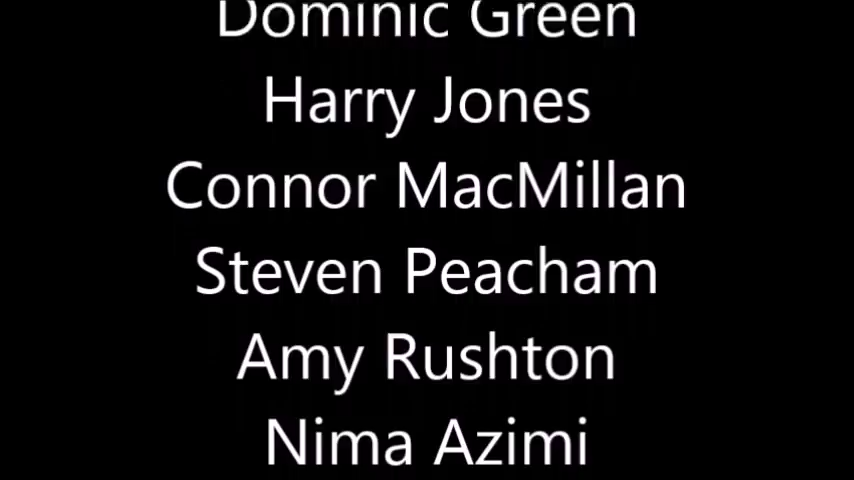 Dominic Green
Harry Jones
Connor MacMillan
Steven Peacham
Amy Rushton
Nima Azimi